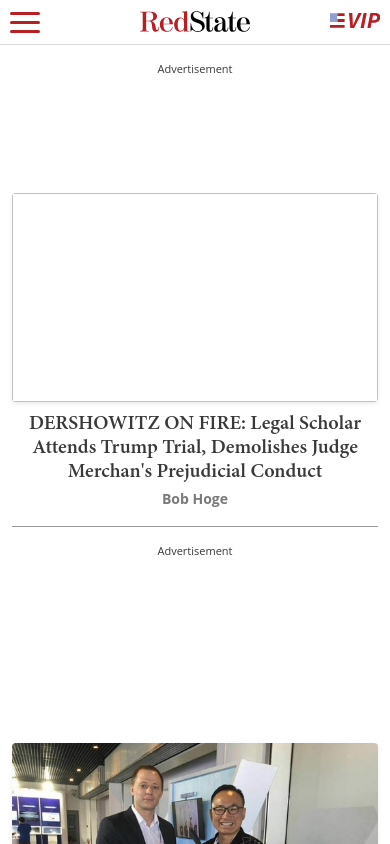 RedState
VIP
Advertisement
DERSHOWITZ ON FIRE: Legal Scholar
Attends Trump Trial, Demolishes Judge
Merchan's Prejudicial Conduct
Bob Hoge
Advertisement